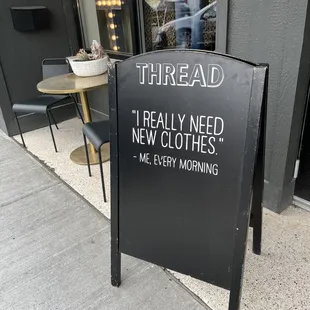 THREAD
"I REALLY NEED
NEW CLOTHES."
- ME, EVERY MORNING